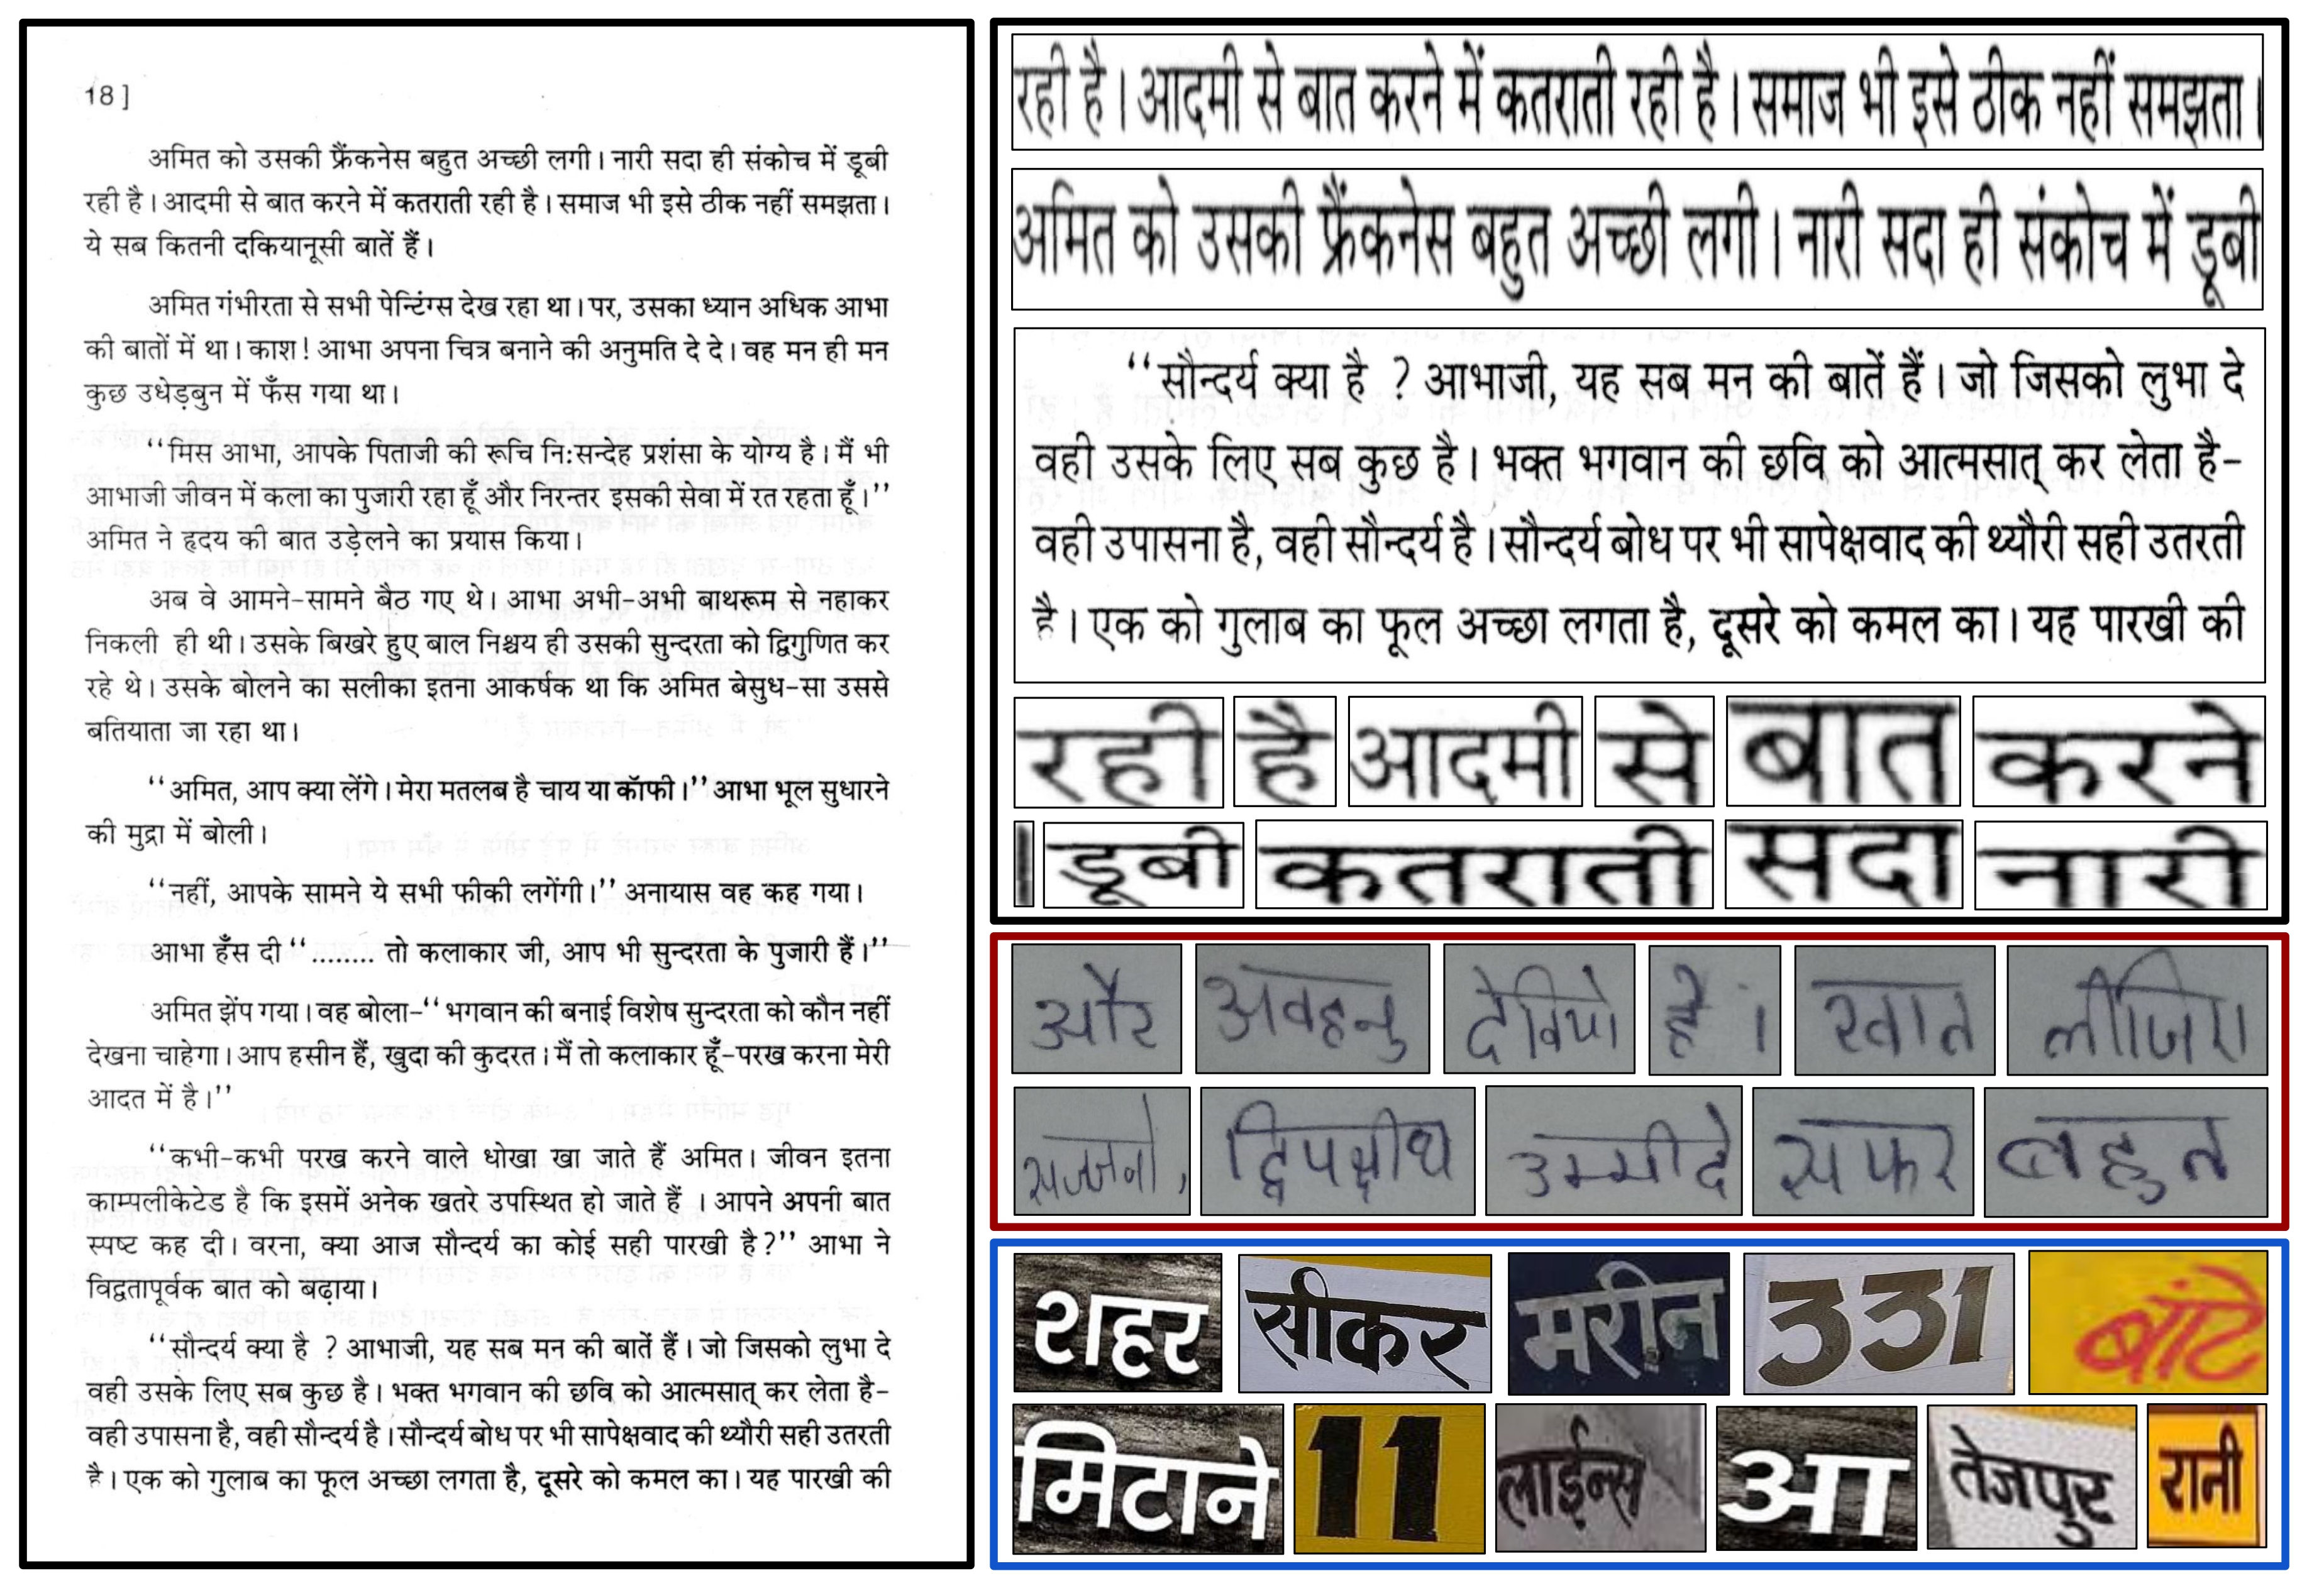 18]
अमित को उसकी फ्रैंकनेस बहुत अच्छी लगी। नारी सदा ही संकोच में डूबी
रही है। आदमी से बात करने में कतराती रही है। समाज भी इसे ठीक नहीं समझता।
ये सब कितनी दकियानूसी बातें हैं।
अमित गंभीरता से सभी पेन्टिंग्स देख रहा था। पर, उसका ध्यान अधिक आभा
की बातों में था। काश! आभा अपना चित्र बनाने की अनुमति दे दे। वह मन ही मन
कुछ उधेड़बुन में फँस गया था।
‘‘मिस आभा, आपके पिताजी की रूचि नि:सन्देह प्रशंसा के योग्य है। मैं भी
आभाजी जीवन में कला का पुजारी रहा हूँ और निरन्तर इसकी सेवा में रत रहता हूँ।’’
अमित ने हृदय की बात उड़ेलने का प्रयास किया।
अब वे आमने-सामने बैठ गए थे। आभा अभी-अभी बाथरूम से नहाकर
निकली ही थी। उसके बिखरे हुए बाल निश्चय ही उसकी सुन्दरता को द्विगुणित कर
रहे थे। उसके बोलने का सलीका इतना आकर्षक था कि अमित बेसुध-सा उससे
बतियाता जा रहा था।
‘‘अमित, आप क्या लेंगे। मेरा मतलब है चाय या कॉफी।’’ आभा भूल सुधारने
की मुद्रा में बोली।
‘‘नहीं, आपके सामने ये सभी फीकी लगेंगी।’’ अनायास वह कह गया।
आभा हँस दी ‘‘........ तो कलाकार जी, आप भी सुन्दरता के पुजारी हैं।’’
अमित झेंप गया। वह बोला-‘‘भगवान की बनाई विशेष सुन्दरता को कौन नहीं
देखना चाहेगा। आप हसीन हैं, खुदा की कुदरत। मैं तो कलाकार हूँ-परख करना मेरी
आदत में है।’’
‘‘कभी-कभी परख करने वाले धोखा खा जाते हैं अमित। जीवन इतना
काम्पलीकेटेड है कि इसमें अनेक खतरे उपस्थित हो जाते हैं । आपने अपनी बात
स्पष्ट कह दी। वरना, क्या आज सौन्दर्य का कोई सही पारखी है?’’ आभा ने
विद्वतापूर्वक बात को बढ़ाया।
‘‘सौन्दर्य क्या है ? आभाजी, यह सब मन की बातें हैं। जो जिसको लुभा दे
वही उसके लिए सब कुछ है। भक्त भगवान की छवि को आत्मसात् कर लेता है-
वही उपासना है, वही सौन्दर्य है। सौन्दर्य बोध पर भी सापेक्षवाद की थ्यौरी सही उतरती
है। एक को गुलाब का फूल अच्छा लगता है, दूसरे को कमल का। यह पारखी की
रही है। आदमी से बात करने में कतराती रही है। समाज भी इसे ठीक नहीं समझता।
अमित को उसकी फ्रैंकनेस बहुत अच्छी लगी। नारी सदा ही संकोच में डूबी
‘‘सौन्दर्य क्या है ? आभाजी, यह सब मन की बातें हैं। जो जिसको लुभा दे
वही उसके लिए सब कुछ है। भक्त भगवान की छवि को आत्मसात् कर लेता है-
वही उपासना है, वही सौन्दर्य है। सौन्दर्य बोध पर भी सापेक्षवाद की थ्यौरी सही उतरती
है। एक को गुलाब का फूल अच्छा लगता है, दूसरे को कमल का। यह पारखी की
रही है आदमी से बात करने
। डूबी कतराती सदा नारी
और देवियो है । खात लीजिए
सज्जनो, द्विपक्षीय उम्मीदे सफर बहुत
शहर सीकर मरीन 331 बांटे
मिटाने 11 लाईन्स आ तेजपुर रानी